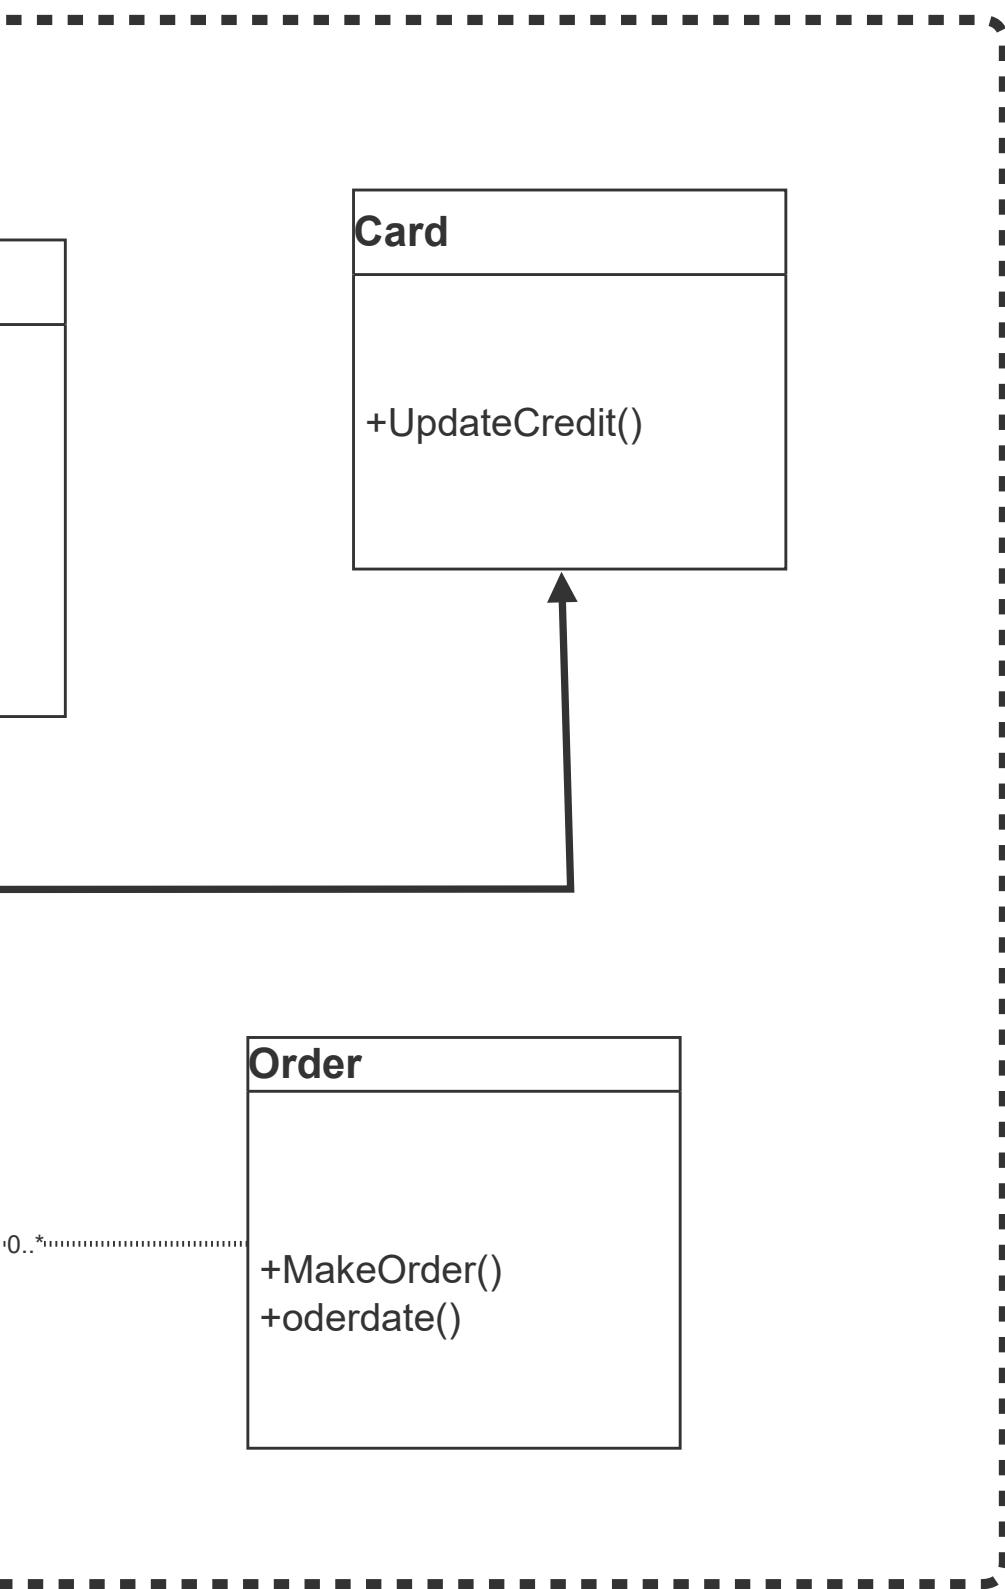 Card
+UpdateCredit()
Order
0..*
+MakeOrder()
+oderdate()